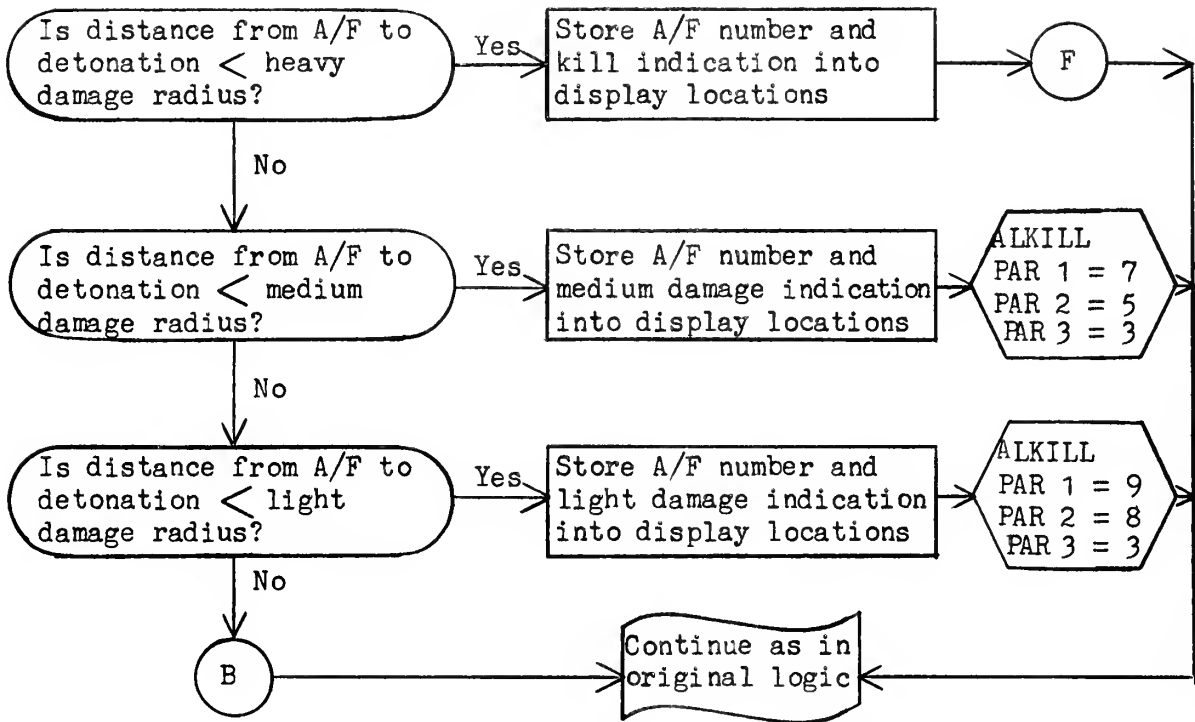 Is distance from A/F to
detonation < heavy
damage radius?
Yes
Store A/F number and
kill indication into
display locations
F
No
Is distance from A/F to
detonation < medium
damage radius?
Yes
Store A/F number and
medium damage indication
into display locations
ALKILL
PAR 1 = 7
PAR 2 = 5
PAR 3 = 3
No
Is distance from A/F to
detonation < light
damage radius?
Yes
Store A/F number and
light damage indication
into display locations
ALKILL
PAR 1 = 9
PAR 2 = 8
PAR 3 = 3
No
B
Continue as in
original logic